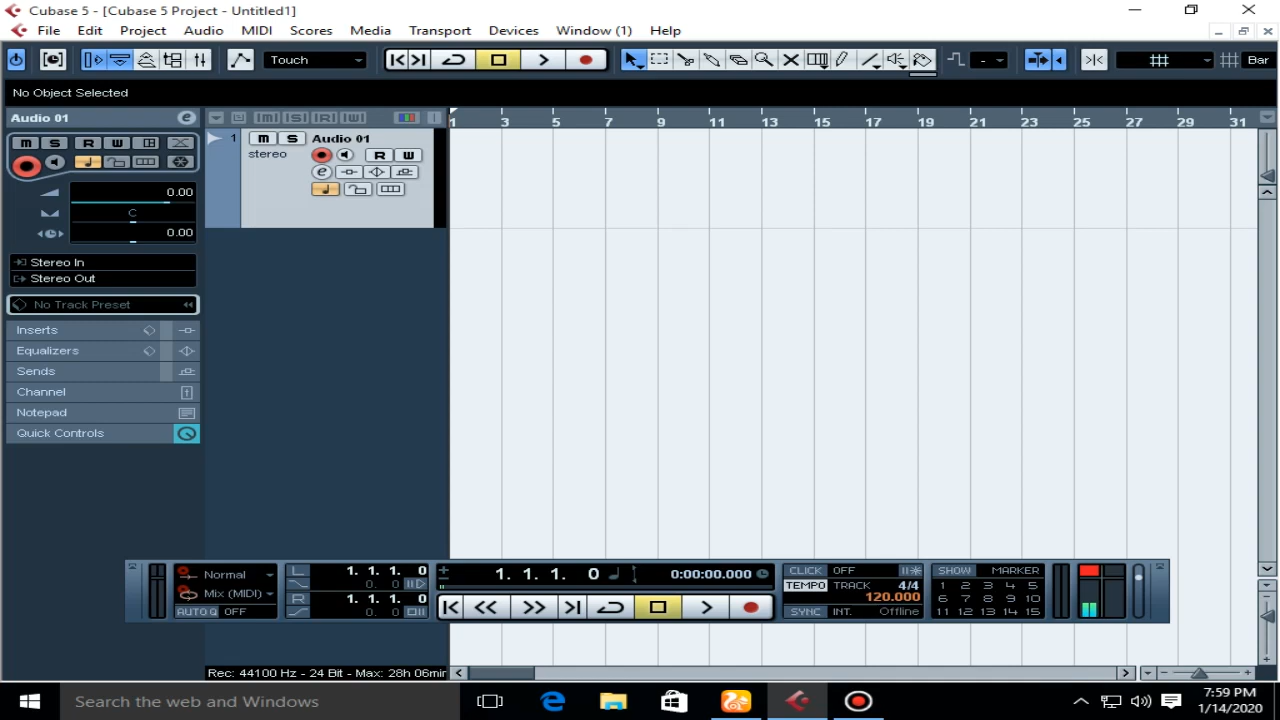 Cubase 5 - [Cubase 5 Project - Untitled1]
File Edit Project Audio MIDI Scores Media Transport Devices Window (1) Help
Touch - Bar
No Object Selected
Audio 01 e [M] [S] [R] [W]
1 3 5 7 9 11 13 15 17 19 21 23 25 27 29 31
M S R W
1 M S Audio 01
stereo R W
e
0.00
C
0.00
Stereo In
Stereo Out
No Track Preset
Inserts
Equalizers
Sends
Channel
Notepad
Quick Controls
Normal
Mix (MIDI)
AUTO Q OFF
L 1. 1. 1. 0
0. 0
R 1. 1. 1. 0
0. 0
1. 1. 1. 0 0:00:00.000
CLICK OFF
TEMPO TRACK 4/4
120.000
SYNC INT. Offline
SHOW MARKER
1 2 3 4 5
6 7 8 9 10
11 12 13 14 15
Rec: 44100 Hz - 24 Bit - Max: 28h 06min
Search the web and Windows
7:59 PM
1/14/2020